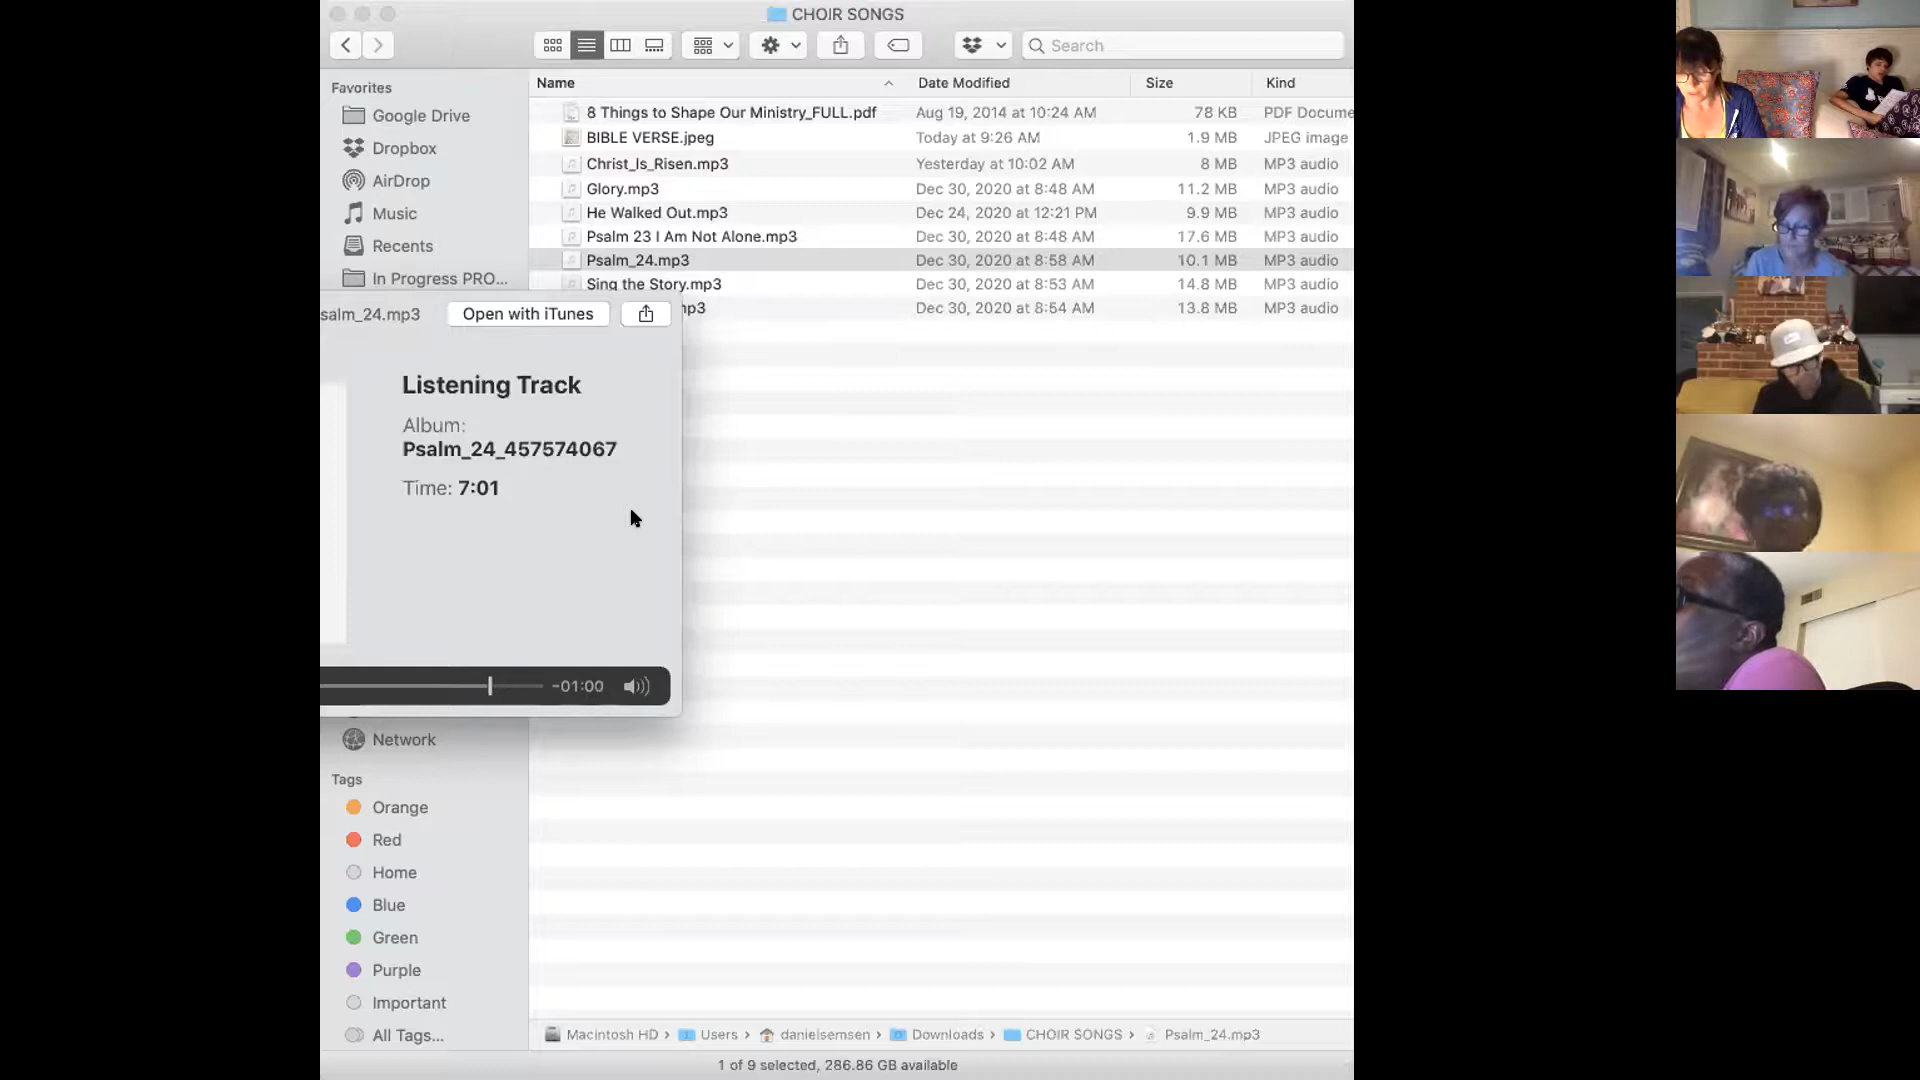 CHOIR SONGS
Search
Favorites
Google Drive
Dropbox
AirDrop
Music
Recents
In Progress PRO...
Name Date Modified Size Kind
8 Things to Shape Our Ministry_FULL.pdf Aug 19, 2014 at 10:24 AM 78 KB PDF Docume
BIBLE VERSE.jpeg Today at 9:26 AM 1.9 MB JPEG image
Christ_Is_Risen.mp3 Yesterday at 10:02 AM 8 MB MP3 audio
Glory.mp3 Dec 30, 2020 at 8:48 AM 11.2 MB MP3 audio
He Walked Out.mp3 Dec 24, 2020 at 12:21 PM 9.9 MB MP3 audio
Psalm 23 I Am Not Alone.mp3 Dec 30, 2020 at 8:48 AM 17.6 MB MP3 audio
Psalm_24.mp3 Dec 30, 2020 at 8:58 AM 10.1 MB MP3 audio
Sing the Story.mp3 Dec 30, 2020 at 8:53 AM 14.8 MB MP3 audio
mp3 Dec 30, 2020 at 8:54 AM 13.8 MB MP3 audio
salm_24.mp3 Open with iTunes
Listening Track
Album:
Psalm_24_457574067
Time: 7:01
-01:00
Network
Tags
Orange
Red
Home
Blue
Green
Purple
Important
All Tags...
Macintosh HD › Users › danielsemsen › Downloads › CHOIR SONGS › Psalm_24.mp3
1 of 9 selected, 286.86 GB available